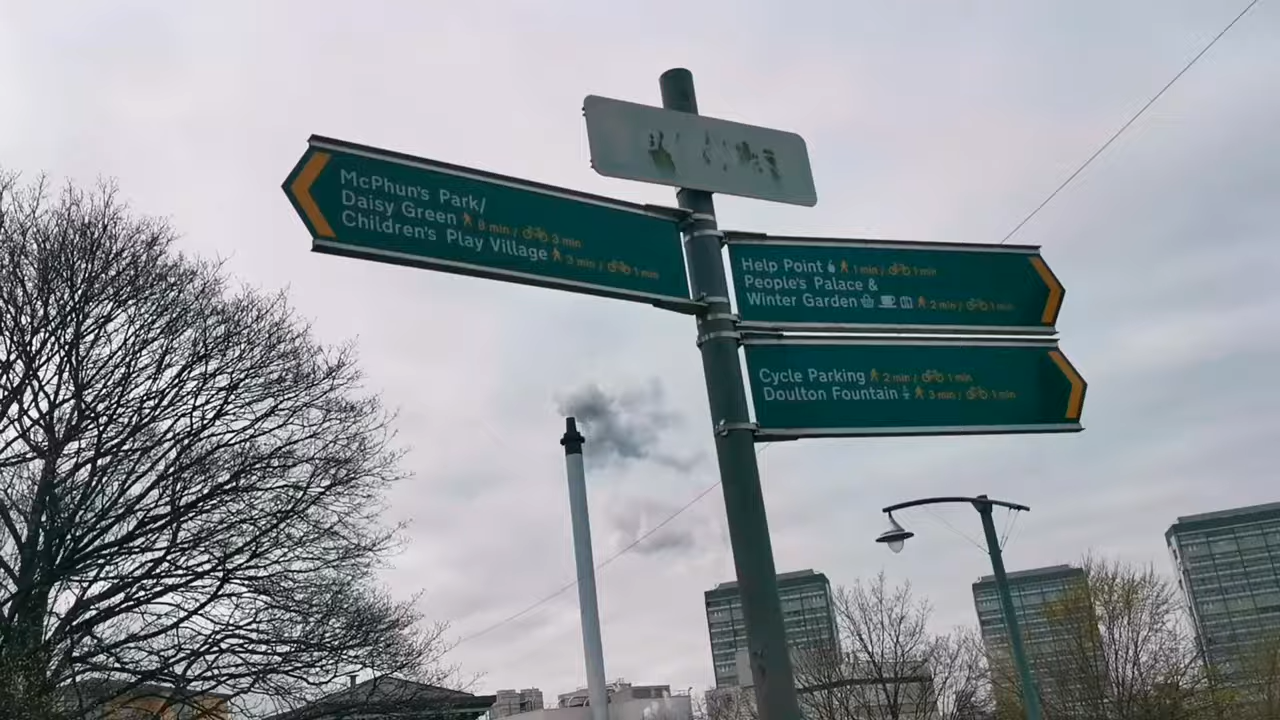 McPhun's Park/
Daisy Green 8 min / 3 min
Children's Play Village 2 min / 1 min
Help Point 1 min / 1 min
People's Palace &
Winter Garden 2 min / 1 min
Cycle Parking 2 min / 1 min
Doulton Fountain 3 min / 1 min